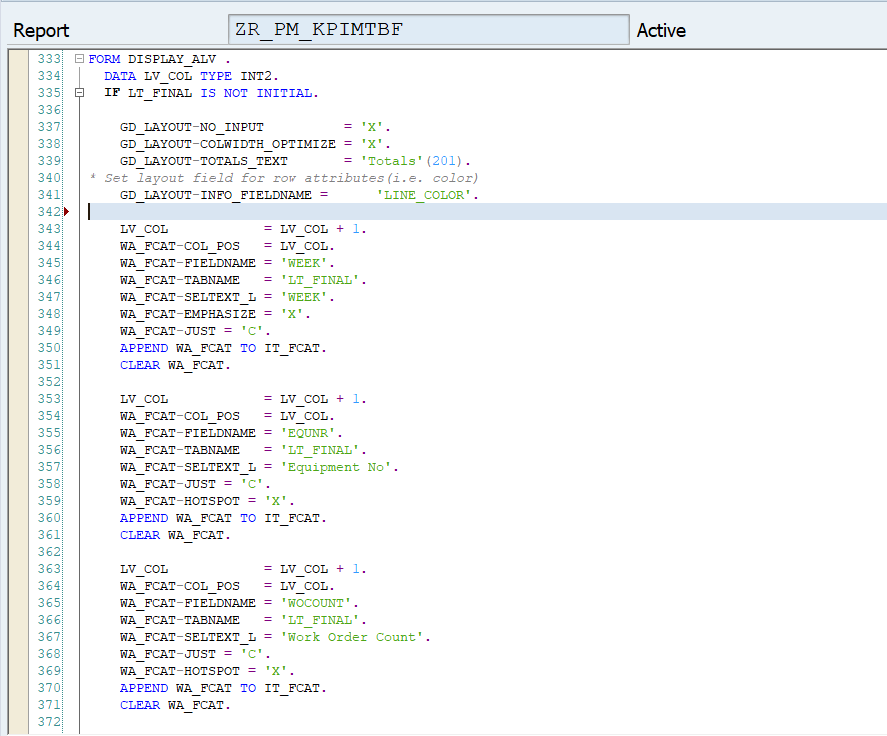 Report ZR_PM_KPIMTBF Active
333 FORM DISPLAY_ALV .
334 DATA LV_COL TYPE INT2.
335 IF LT_FINAL IS NOT INITIAL.
336
337 GD_LAYOUT-NO_INPUT = 'X'.
338 GD_LAYOUT-COLWIDTH_OPTIMIZE = 'X'.
339 GD_LAYOUT-TOTALS_TEXT = 'Totals'(201).
340 * Set layout field for row attributes(i.e. color)
341 GD_LAYOUT-INFO_FIELDNAME = 'LINE_COLOR'.
342
343 LV_COL = LV_COL + 1.
344 WA_FCAT-COL_POS = LV_COL.
345 WA_FCAT-FIELDNAME = 'WEEK'.
346 WA_FCAT-TABNAME = 'LT_FINAL'.
347 WA_FCAT-SELTEXT_L = 'WEEK'.
348 WA_FCAT-EMPHASIZE = 'X'.
349 WA_FCAT-JUST = 'C'.
350 APPEND WA_FCAT TO IT_FCAT.
351 CLEAR WA_FCAT.
352
353 LV_COL = LV_COL + 1.
354 WA_FCAT-COL_POS = LV_COL.
355 WA_FCAT-FIELDNAME = 'EQUNR'.
356 WA_FCAT-TABNAME = 'LT_FINAL'.
357 WA_FCAT-SELTEXT_L = 'Equipment No'.
358 WA_FCAT-JUST = 'C'.
359 WA_FCAT-HOTSPOT = 'X'.
360 APPEND WA_FCAT TO IT_FCAT.
361 CLEAR WA_FCAT.
362
363 LV_COL = LV_COL + 1.
364 WA_FCAT-COL_POS = LV_COL.
365 WA_FCAT-FIELDNAME = 'WOCOUNT'.
366 WA_FCAT-TABNAME = 'LT_FINAL'.
367 WA_FCAT-SELTEXT_L = 'Work Order Count'.
368 WA_FCAT-JUST = 'C'.
369 WA_FCAT-HOTSPOT = 'X'.
370 APPEND WA_FCAT TO IT_FCAT.
371 CLEAR WA_FCAT.
372